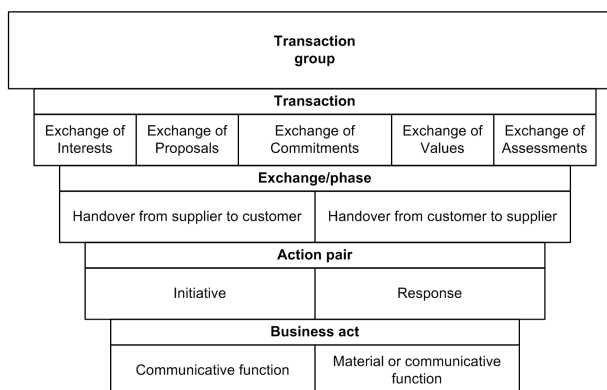 Transaction
group
Transaction
Exchange of
Interests
Exchange of
Proposals
Exchange of
Commitments
Exchange of
Values
Exchange of
Assessments
Exchange/phase
Handover from supplier to customer
Handover from customer to supplier
Action pair
Initiative
Response
Business act
Communicative function
Material or communicative
function